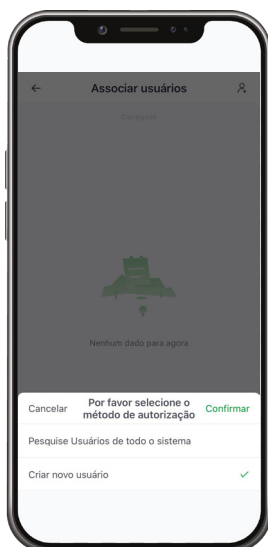 Associar usuários
Carregado
Nenhum dado para agora
Cancelar
Por favor selecione o
método de autorização
Confirmar
Pesquise Usuários de todo o sistema
Criar novo usuário